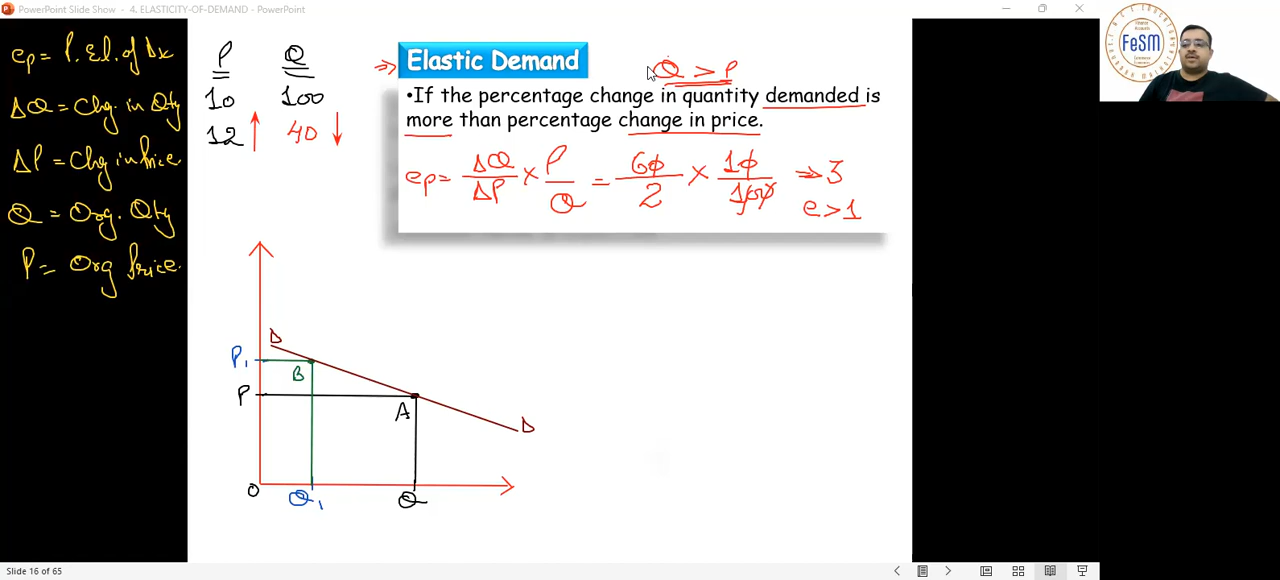 PowerPoint Slide Show - 4. ELASTICITY-OF-DEMAND - PowerPoint
ep = P. El. of Dx
ΔQ = Chg. in Qty
ΔP = Chg in Price
Q = Org. Qty
P = Org Price.
P Q
10 100
12 ↑ 40 ↓
⇒ Elastic Demand
Q > P
•If the percentage change in quantity demanded is
more than percentage change in price.
ep = ΔQ/ΔP × P/Q = 60/2 × 10/100 ⇒ 3
e > 1
D
P1
B
P
A
D
O
Q1
Q
FeSM
Slide 16 of 65